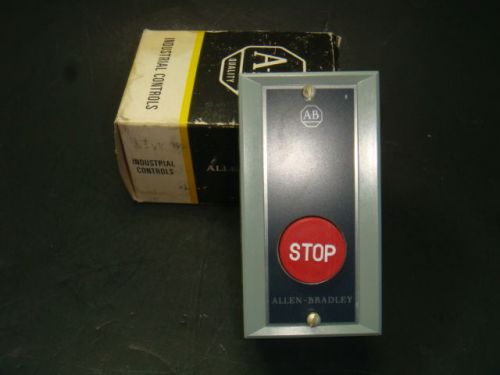 INDUSTRIAL CONTROLS
A-
QUALITY
INDUSTRIAL
CONTROLS
AB
STOP
ALLEN-BRADLEY